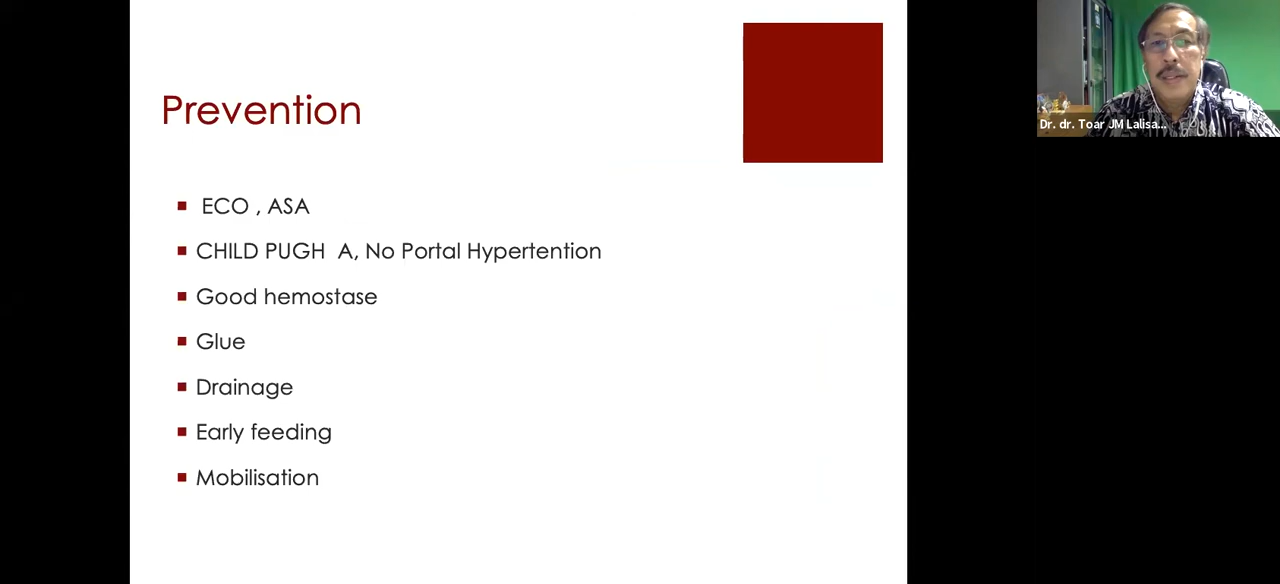 Prevention
ECO , ASA
CHILD PUGH A, No Portal Hypertention
Good hemostase
Glue
Drainage
Early feeding
Mobilisation
Dr. dr. Toar JM Lalisa...